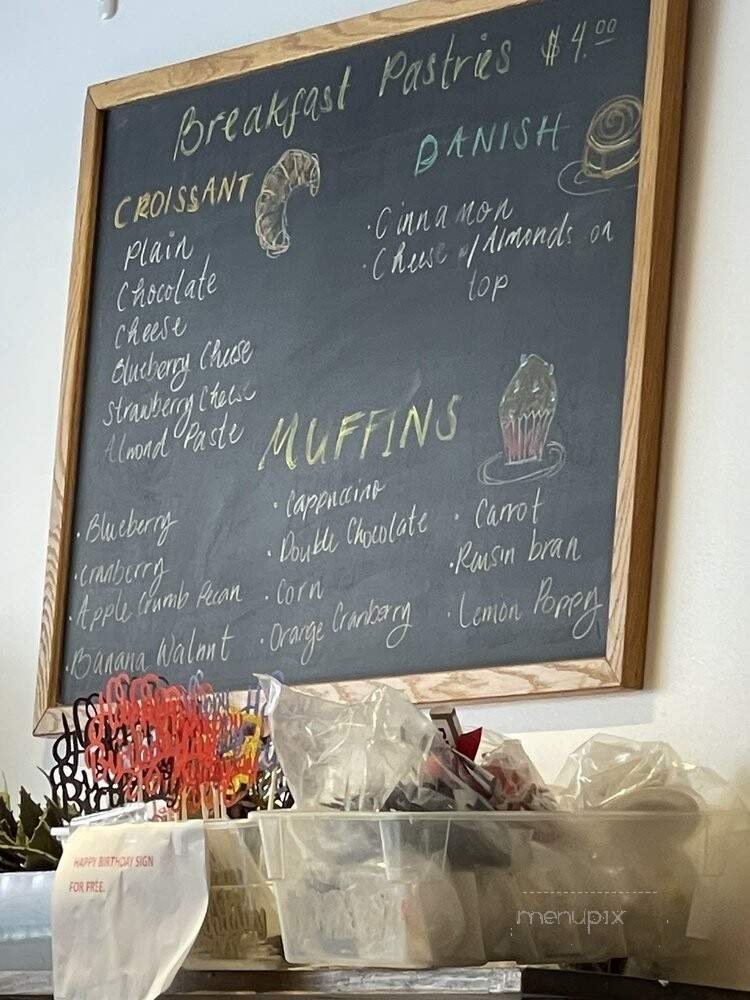 Breakfast Pastries $4.00
CROISSANT
Plain
Chocolate
Cheese
Blueberry Cheese
Strawberry Cheese
Almond Paste
DANISH
· Cinnamon
· Cheese w/Almonds on
top
MUFFINS
· Blueberry
· Cranberry
· Apple Crumb Pecan
· Banana Walnut
· Cappuccino
· Double Chocolate
· Corn
· Orange Cranberry
· Carrot
· Raisin bran
· Lemon Poppy
HAPPY BIRTHDAY SIGN
FOR FREE.
menupix